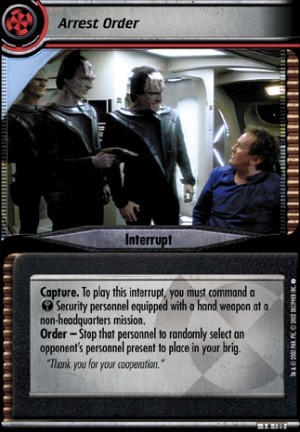 Arrest Order
Interrupt
Capture. To play this interrupt, you must command a
Security personnel equipped with a hand weapon at a
non-headquarters mission.
Order – Stop that personnel to randomly select an
opponent's personnel present to place in your brig.
"Thank you for your cooperation."